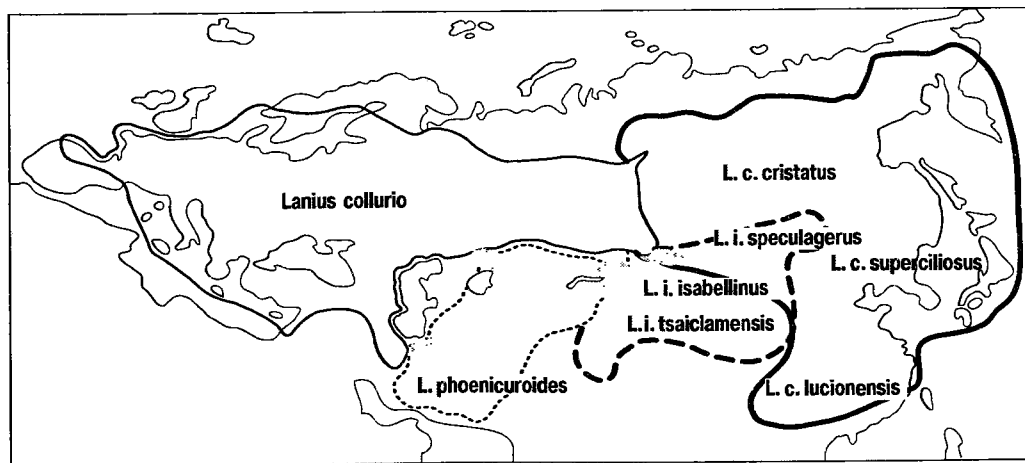 L. c. cristatus
Lanius collurio
L. i. speculagerus
L. c. superciliosus
L. i. isabellinus
L. i. tsaiclamensis
L. phoenicuroides
L. c. lucionensis